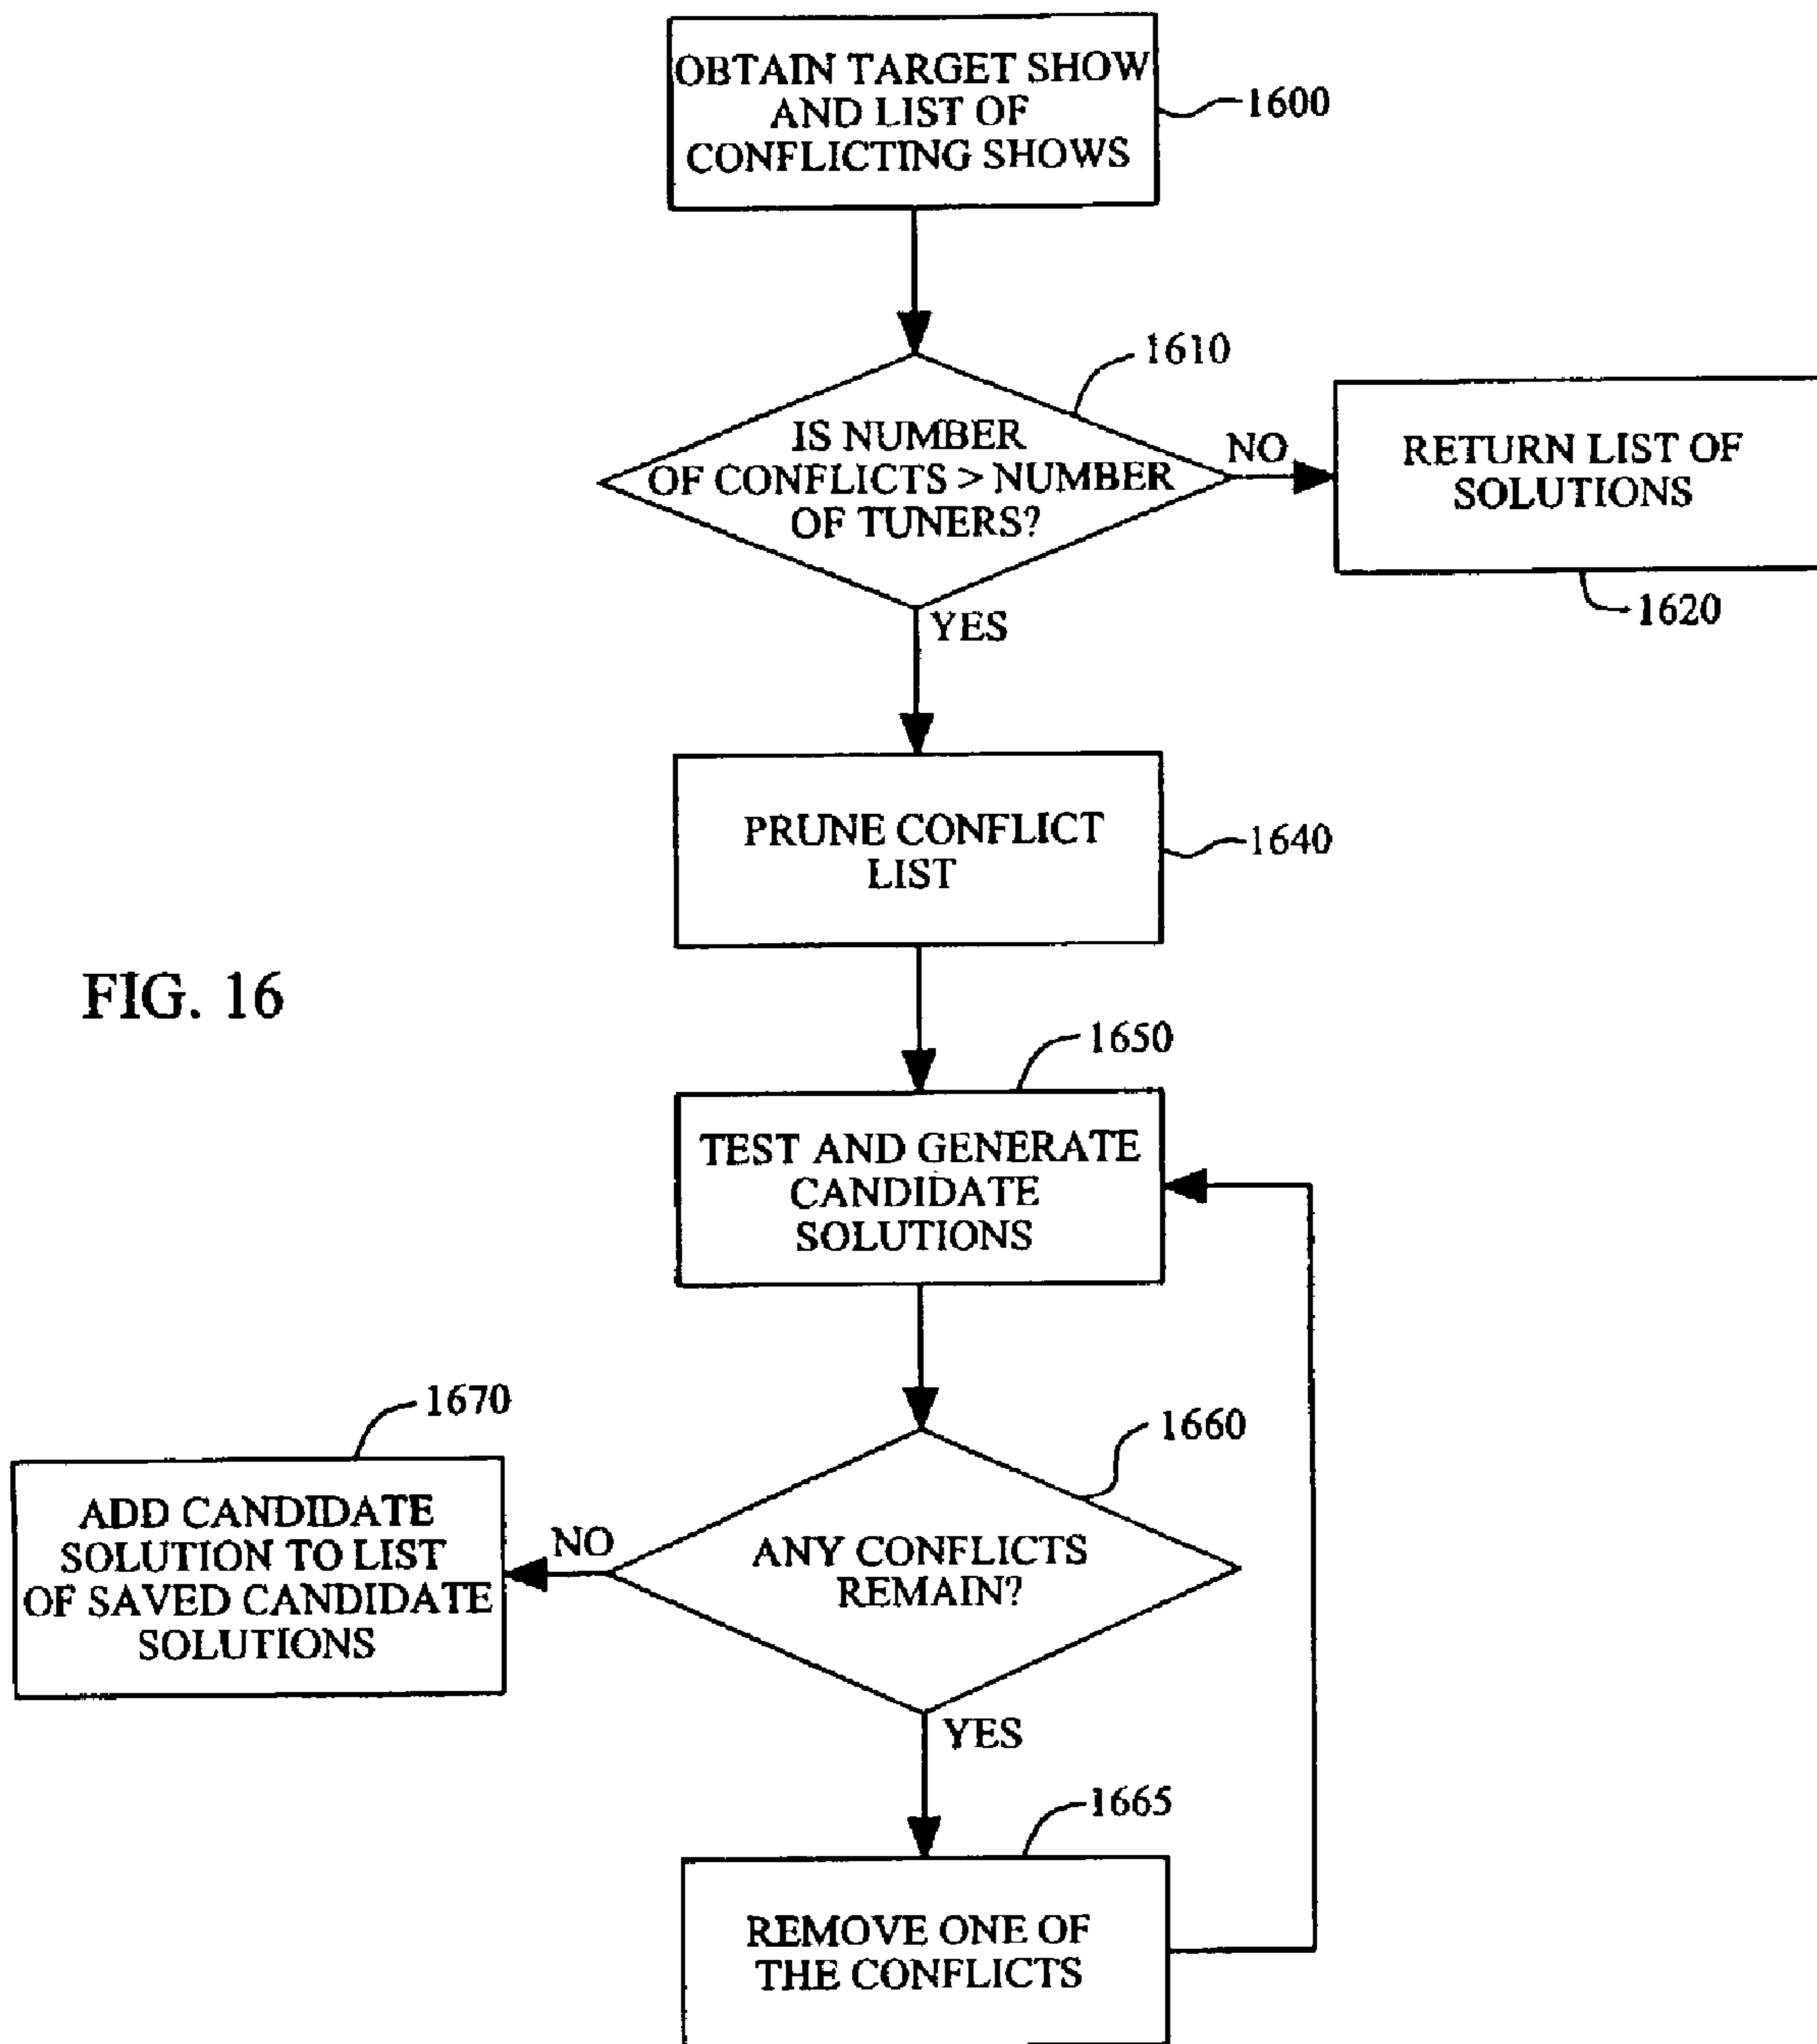 OBTAIN TARGET SHOW
AND LIST OF
CONFLICTING SHOWS
1600
1610
IS NUMBER
OF CONFLICTS > NUMBER
OF TUNERS?
NO
RETURN LIST OF
SOLUTIONS
1620
YES
PRUNE CONFLICT
LIST
1640
FIG. 16
1650
TEST AND GENERATE
CANDIDATE
SOLUTIONS
1660
ANY CONFLICTS
REMAIN?
NO
1670
ADD CANDIDATE
SOLUTION TO LIST
OF SAVED CANDIDATE
SOLUTIONS
YES
1665
REMOVE ONE OF
THE CONFLICTS